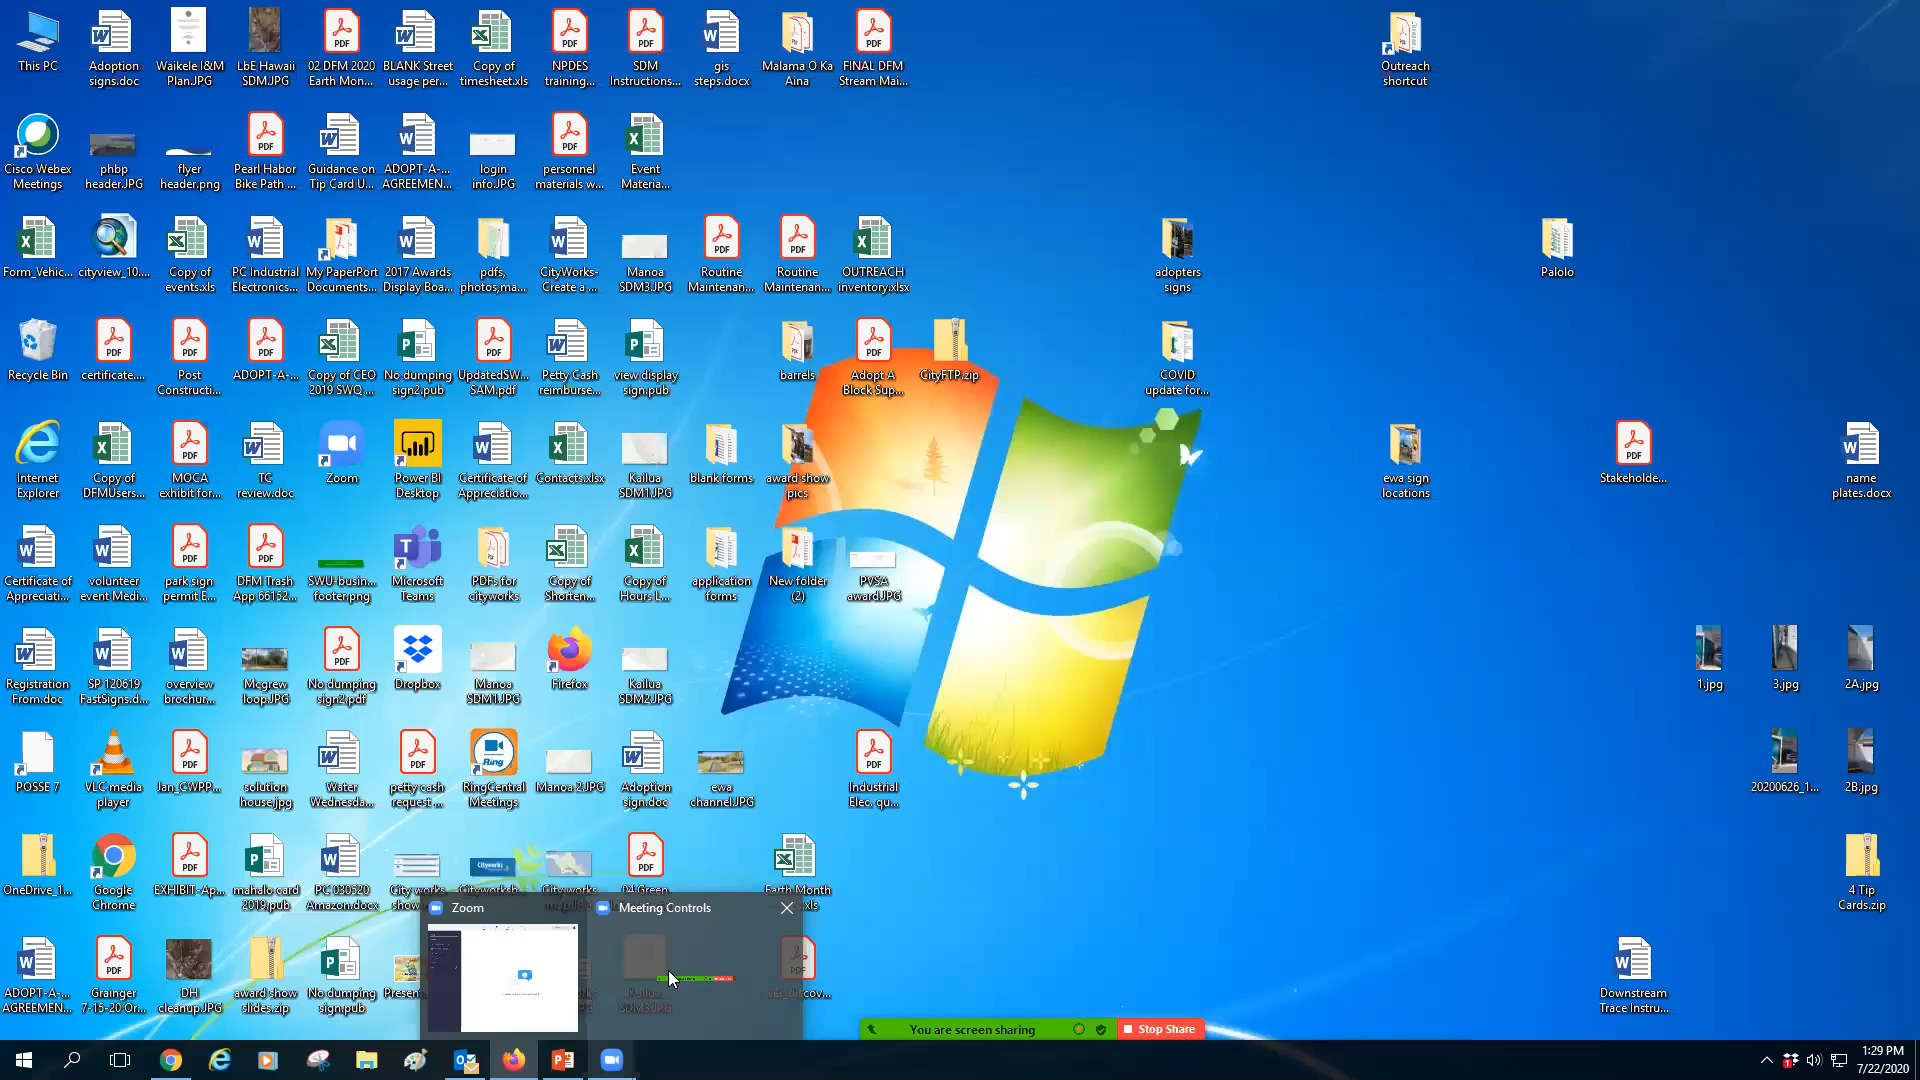 This PC
Adoption
signs.doc
Waikele I&M
Plan.JPG
LbE Hawaii
SDM.JPG
02 DFM 2020
Earth Mon...
BLANK Street
usage per...
Copy of
timesheet.xls
NPDES
training...
SDM
Instructions...
gis
steps.docx
Malama O Ka
Aina
FINAL DFM
Stream Mai...
Outreach
shortcut
Cisco Webex
Meetings
phbp
header.JPG
flyer
header.png
Pearl Habor
Bike Path ...
Guidance on
Tip Card U...
ADOPT-A-...
AGREEMEN...
login
info.JPG
personnel
materials w...
Event
Materia...
Form_Vehic...
cityview_10....
Copy of
events.xls
PC Industrial
Electronics...
My PaperPort
Documents...
2017 Awards
Display Boa...
pdfs,
photos,ma...
CityWorks-
Create a ...
Manoa
SDM3.JPG
Routine
Maintenan...
Routine
Maintenan...
OUTREACH
inventory.xlsx
adopters
signs
Palolo
Recycle Bin
certificate....
Post
Constructi...
ADOPT-A-...
Copy of CEO
2019 SWQ ...
No dumping
sign2.pub
UpdatedSW...
SAM.pdf
Petty Cash
reimburse...
view display
sign.pub
barrels
Adopt A
Block Sup...
CityFTP.zip
COVID
update for...
Internet
Explorer
Copy of
DFMUsers...
MOCA
exhibit for...
TC
review.doc
Zoom
Power BI
Desktop
Certificate of
Appreciatio...
Contacts.xlsx
Kailua
SDM1.JPG
blank forms
award show
pics
ewa sign
locations
Stakeholde...
name
plates.docx
Certificate of
Appreciati...
volunteer
event Medi...
park sign
permit E...
DFM Trash
App 66152...
SWU-busin...
footer.png
Microsoft
Teams
PDFs for
cityworks
Copy of
Shorten...
Copy of
Hours L...
application
forms
New folder
(2)
PVSA
award.JPG
Registration
From.doc
SP 120619
FastSigns.d...
overview
brochur...
Mcgrew
loop.JPG
No dumping
sign2.pdf
Dropbox
Manoa
SDM1.JPG
Firefox
Kailua
SDM2.JPG
1.jpg
3.jpg
2A.jpg
POSSE 7
VLC media
player
Jan_CWPP...
solution
house.jpg
Water
Wednesda...
petty cash
request ...
Ring
RingCentral
Meetings
Manoa 2.JPG
Adoption
sign.doc
ewa
channel.JPG
Industrial
Elec. qu...
20200626_1...
2B.jpg
OneDrive_1...
Google
Chrome
EXHIBIT-Ap...
mahalo card
2019.pub
PC 030520
Amazon.docx
City works
show
Cityworks
Cityworksh...
City works
04 Green
Earth Month
.xls
4 Tip
Cards.zip
Zoom
Meeting Controls
ADOPT-A-...
AGREEMEN...
Grainger
7-15-20 Or...
DH
cleanup.JPG
award show
slides.zip
No dumping
sign.pub
Present
Kailua
SDM3.JPG
Downstream
Trace Instru...
You are screen sharing
Stop Share
1:29 PM
7/22/2020